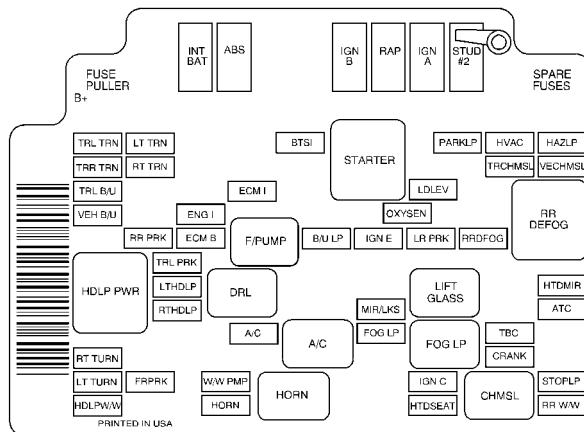 INT
BAT
ABS
IGN
B
RAP
IGN
A
STUD
#2
FUSE
PULLER
B+
SPARE
FUSES
TRL TRN
LT TRN
BTSI
STARTER
PARKLP
HVAC
HAZLP
TRR TRN
RT TRN
TRCHMSL
VECHMSL
TRL B/U
ECM I
LDLEV
RR
DEFOG
VEH B/U
ENG I
OXYSEN
RR PRK
ECM B
F/PUMP
B/U LP
IGN E
LR PRK
RRDFOG
HDLP PWR
TRL PRK
LTHDLP
RTHDLP
DRL
LIFT
GLASS
HTDMIR
ATC
MIR/LKS
A/C
A/C
FOG LP
FOG LP
TBC
CRANK
RT TURN
LT TURN
FRPRK
W/W PMP
HORN
IGN C
CHMSL
STOPLP
HDLPW/W
HORN
HTDSEAT
RR W/W
PRINTED IN USA